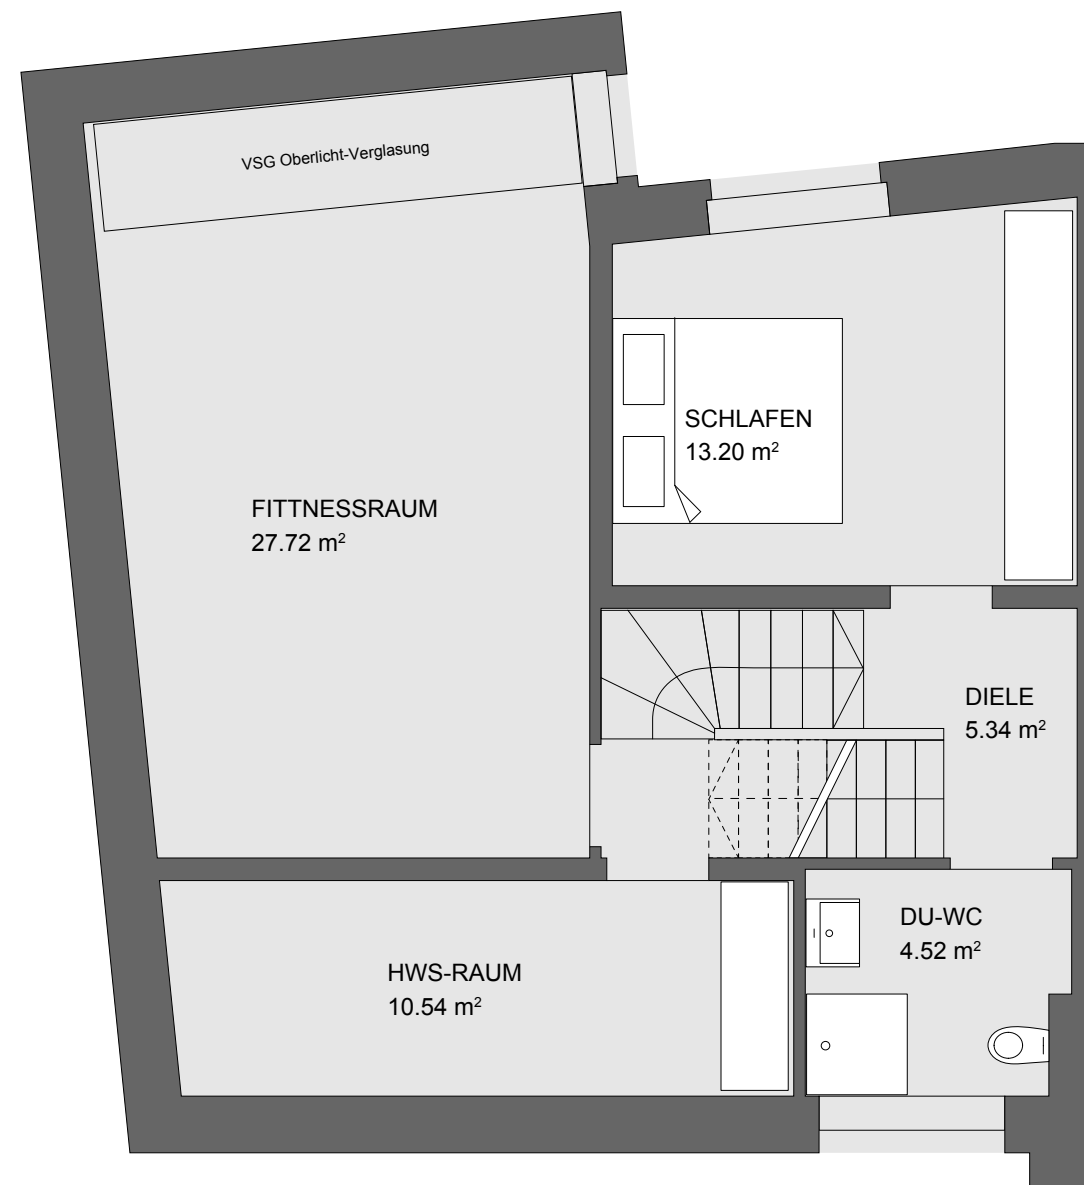 VSG Oberlicht-Verglasung
SCHLAFEN
13.20 m²
FITTNESSRAUM
27.72 m²
DIELE
5.34 m²
DU-WC
4.52 m²
HWS-RAUM
10.54 m²